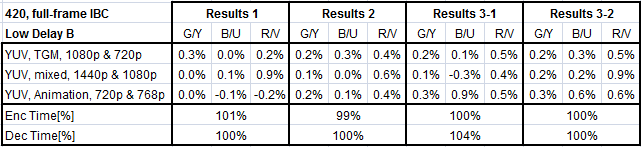 420, full-frame IBC Results 1 Results 2 Results 3-1 Results 3-2
Low Delay B G/Y B/U R/V G/Y B/U R/V G/Y B/U R/V G/Y B/U R/V
YUV, TGM, 1080p & 720p 0.3% 0.0% 0.2% 0.2% 0.3% 0.4% 0.2% 0.1% 0.5% 0.2% 0.3% 0.5%
YUV, mixed, 1440p & 1080p 0.0% 0.1% 0.9% 0.1% 0.0% 0.6% 0.1% -0.3% 0.4% 0.2% 0.2% 0.9%
YUV, Animation, 720p & 768p 0.0% -0.1% -0.2% 0.2% 0.1% 0.4% 0.3% 0.9% 0.5% 0.3% 0.6% 0.6%
Enc Time[%] 101% 99% 100% 100%
Dec Time[%] 100% 100% 104% 100%